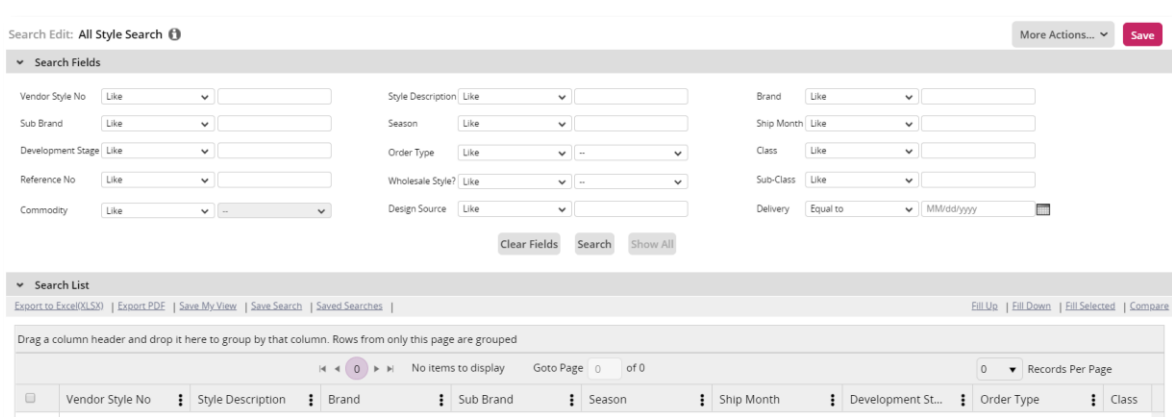 Search Edit: All Style Search More Actions... Save
Search Fields
Vendor Style No Like Style Description Like Brand Like
Sub Brand Like Season Like Ship Month Like
Development Stage Like Order Type Like -- Class Like
Reference No Like Wholesale Style? Like -- Sub-Class Like
Commodity Like -- Design Source Like Delivery Equal to MM/dd/yyyy
Clear Fields Search Show All
Search List
Export to Excel(XLSX) | Export PDF | Save My View | Save Search | Saved Searches | Fill Up | Fill Down | Fill Selected | Compare
Drag a column header and drop it here to group by that column. Rows from only this page are grouped
0 No items to display Goto Page 0 of 0 0 Records Per Page
Vendor Style No Style Description Brand Sub Brand Season Ship Month Development St... Order Type Class